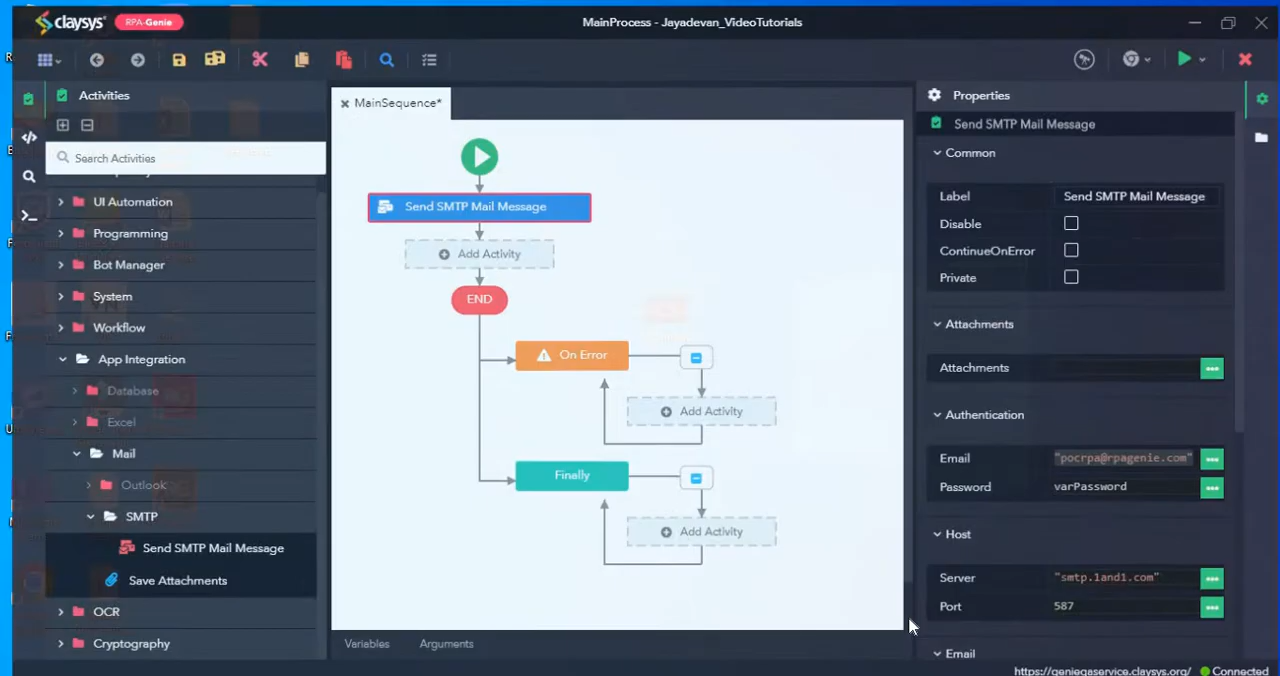 claysys RPA-Genie
MainProcess - Jayadevan_VideoTutorials
Activities
Search Activities
UI Automation
Programming
Bot Manager
System
Workflow
App Integration
Database
Excel
Mail
Outlook
SMTP
Send SMTP Mail Message
Save Attachments
OCR
Cryptography
MainSequence*
Send SMTP Mail Message
Add Activity
END
On Error
Add Activity
Finally
Add Activity
Variables Arguments
Properties
Send SMTP Mail Message
Common
Label Send SMTP Mail Message
Disable
ContinueOnError
Private
Attachments
Attachments
Authentication
Email "pocrpa@rpagenie.com"
Password varPassword
Host
Server "smtp.1and1.com"
Port 587
Email
https://geniegaservice.claysys.org/ Connected